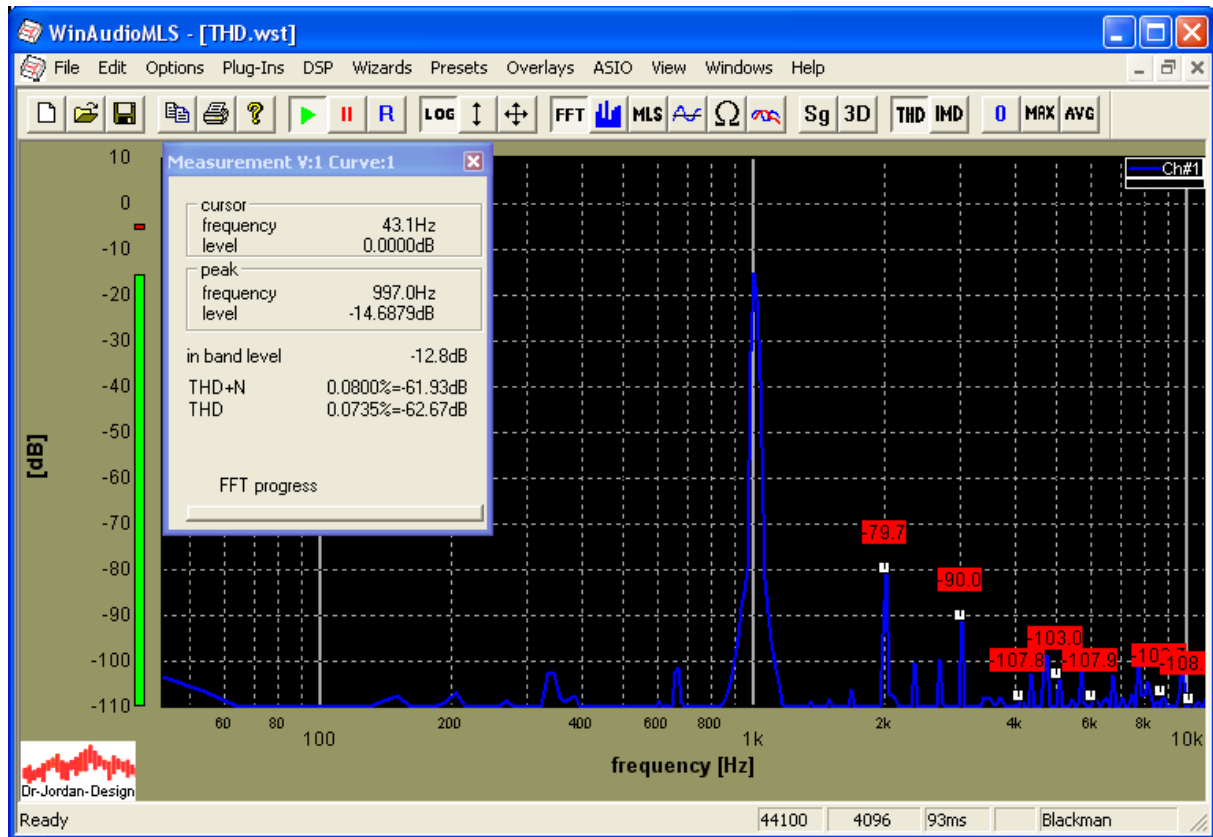 WinAudioMLS - [THD.wst]
File Edit Options Plug-Ins DSP Wizards Presets Overlays ASIO View Windows Help
R LOG FFT MLS Ω Sg 3D THD IMD 0 MAX AVG
Measurement V:1 Curve:1
cursor
frequency 43.1Hz
level 0.0000dB
peak
frequency 997.0Hz
level -14.6879dB
in band level -12.8dB
THD+N 0.0800%=-61.93dB
THD 0.0735%=-62.67dB
FFT progress
Ch#1
[dB]
10
0
-10
-20
-30
-40
-50
-60
-70
-80
-90
-100
-110
-79.7
-90.0
-103.0
-107.8
-107.9
-108.
60 80 200 400 600 800 2k 4k 6k 8k
100 1k 10k
frequency [Hz]
Dr-Jordan-Design
Ready 44100 4096 93ms Blackman